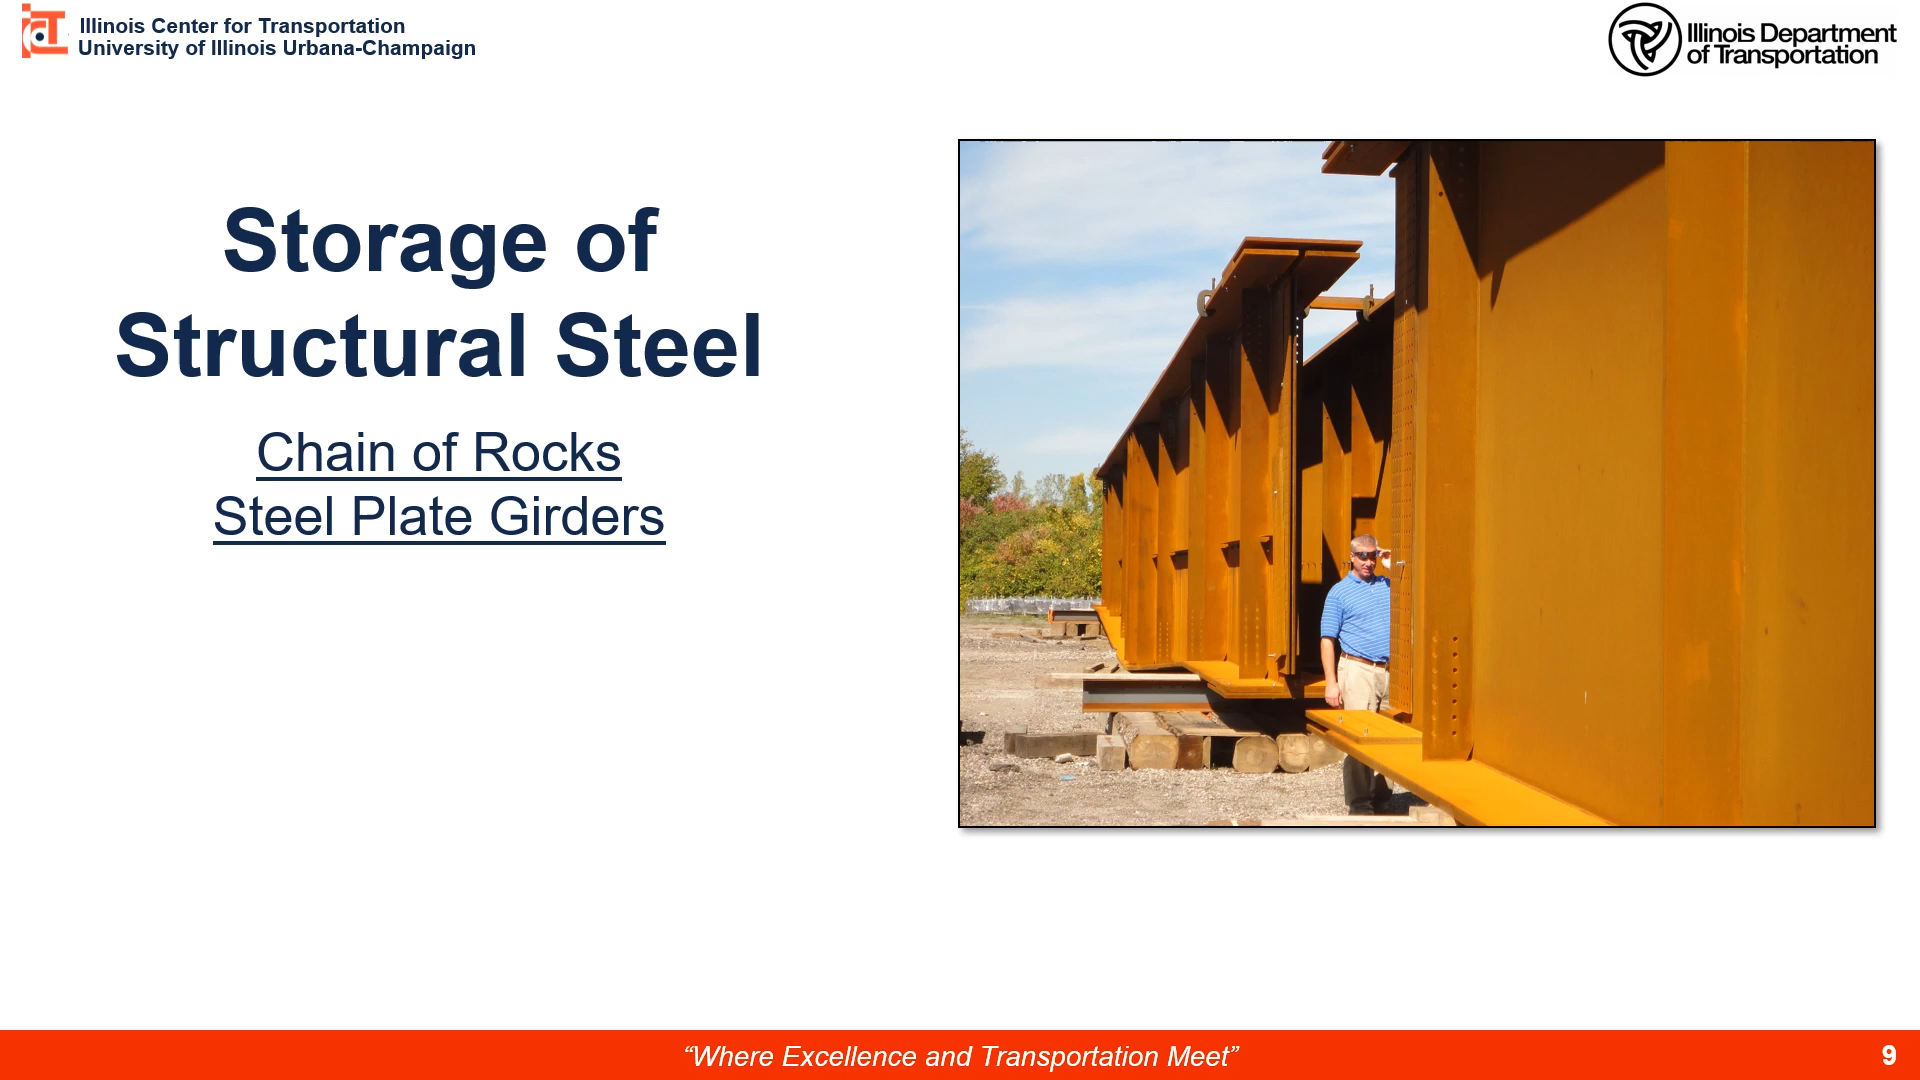 Illinois Center for Transportation
University of Illinois Urbana-Champaign
Illinois Department
of Transportation
Storage of
Structural Steel
Chain of Rocks
Steel Plate Girders
“Where Excellence and Transportation Meet”
9